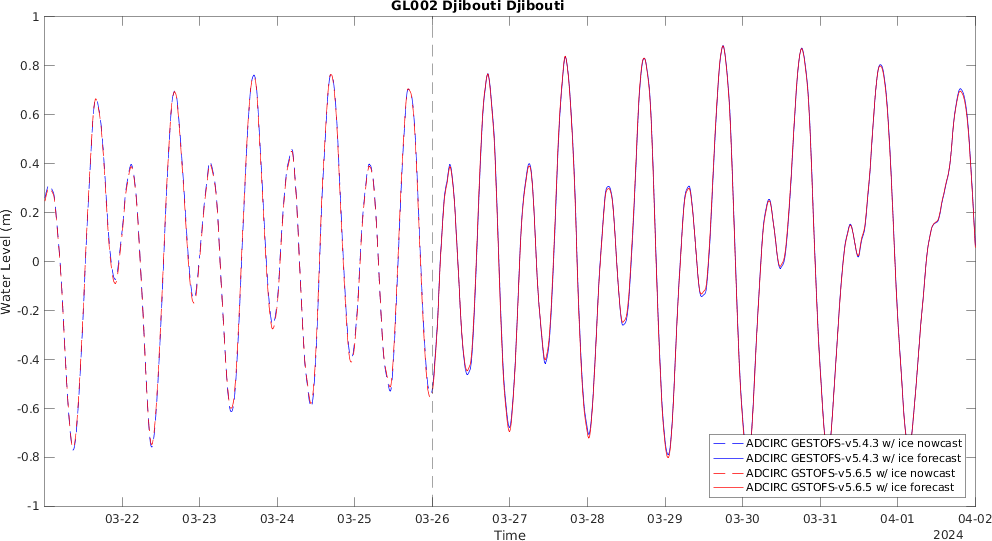 GL002 Djibouti Djibouti
1
0.8
0.6
0.4
0.2
0
-0.2
-0.4
-0.6
-0.8
-1
Water Level (m)
ADCIRC GESTOFS-v5.4.3 w/ ice nowcast
ADCIRC GESTOFS-v5.4.3 w/ ice forecast
ADCIRC GSTOFS-v5.6.5 w/ ice nowcast
ADCIRC GSTOFS-v5.6.5 w/ ice forecast
03-22 03-23 03-24 03-25 03-26 03-27 03-28 03-29 03-30 03-31 04-01 04-02
Time
2024